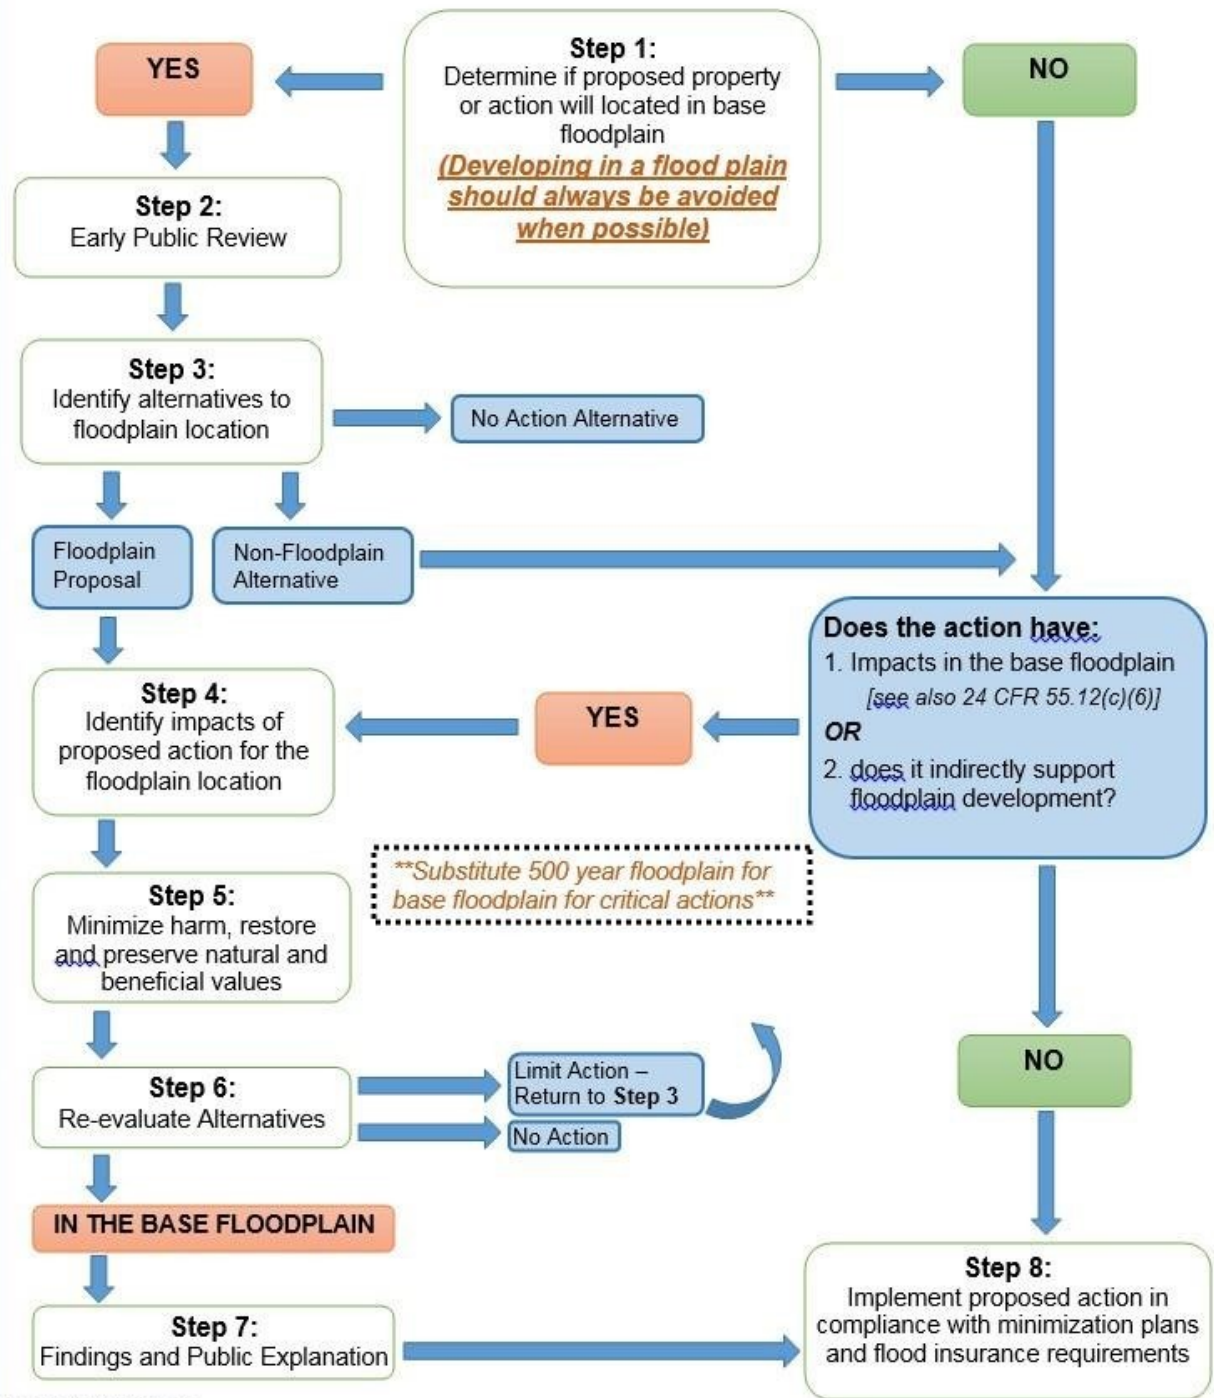 YES
Step 1:
Determine if proposed property
or action will located in base
floodplain
(Developing in a flood plain
should always be avoided
when possible)
NO
Step 2:
Early Public Review
Step 3:
Identify alternatives to
floodplain location
No Action Alternative
Floodplain
Proposal
Non-Floodplain
Alternative
Does the action have:
1. Impacts in the base floodplain
[see also 24 CFR 55.12(c)(6)]
OR
2. does it indirectly support
floodplain development?
YES
Step 4:
Identify impacts of
proposed action for the
floodplain location
**Substitute 500 year floodplain for
base floodplain for critical actions**
Step 5:
Minimize harm, restore
and preserve natural and
beneficial values
Step 6:
Re-evaluate Alternatives
Limit Action –
Return to Step 3
No Action
NO
IN THE BASE FLOODPLAIN
Step 7:
Findings and Public Explanation
Step 8:
Implement proposed action in
compliance with minimization plans
and flood insurance requirements